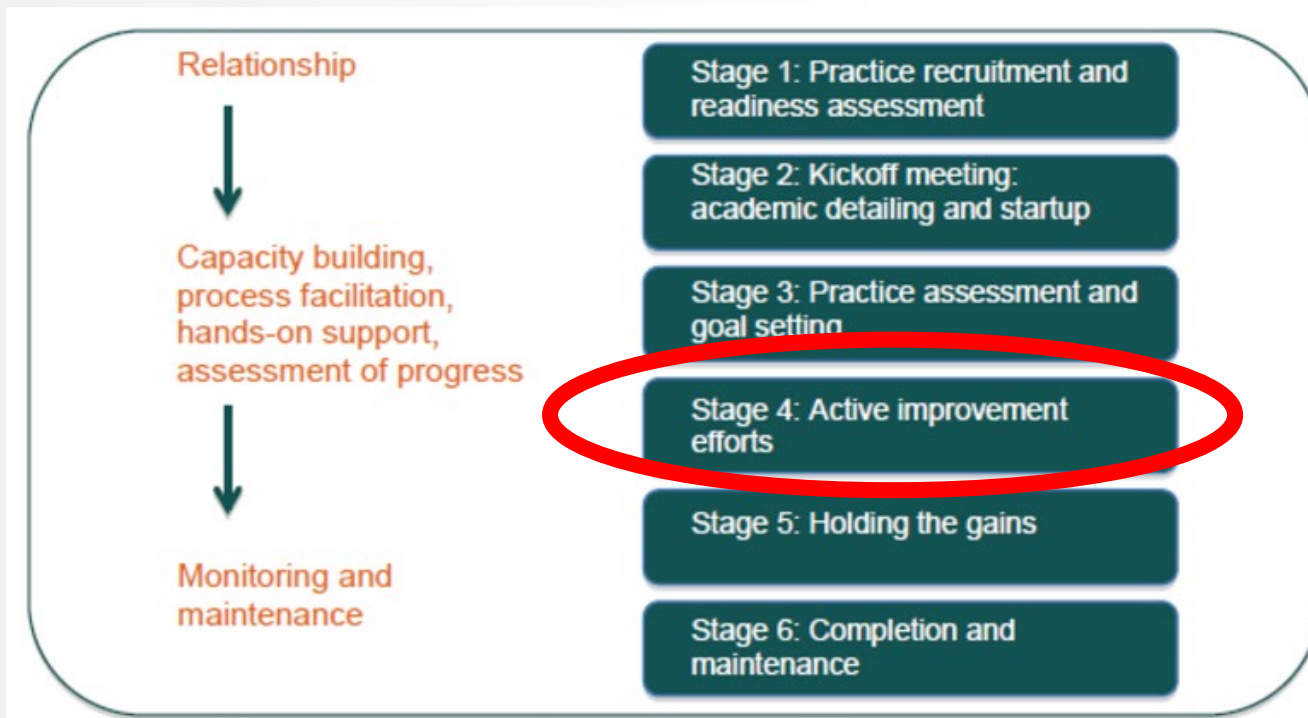 Relationship
Capacity building,
process facilitation,
hands-on support,
assessment of progress
Monitoring and
maintenance
Stage 1: Practice recruitment and
readiness assessment
Stage 2: Kickoff meeting:
academic detailing and startup
Stage 3: Practice assessment and
goal setting
Stage 4: Active improvement
efforts
Stage 5: Holding the gains
Stage 6: Completion and
maintenance